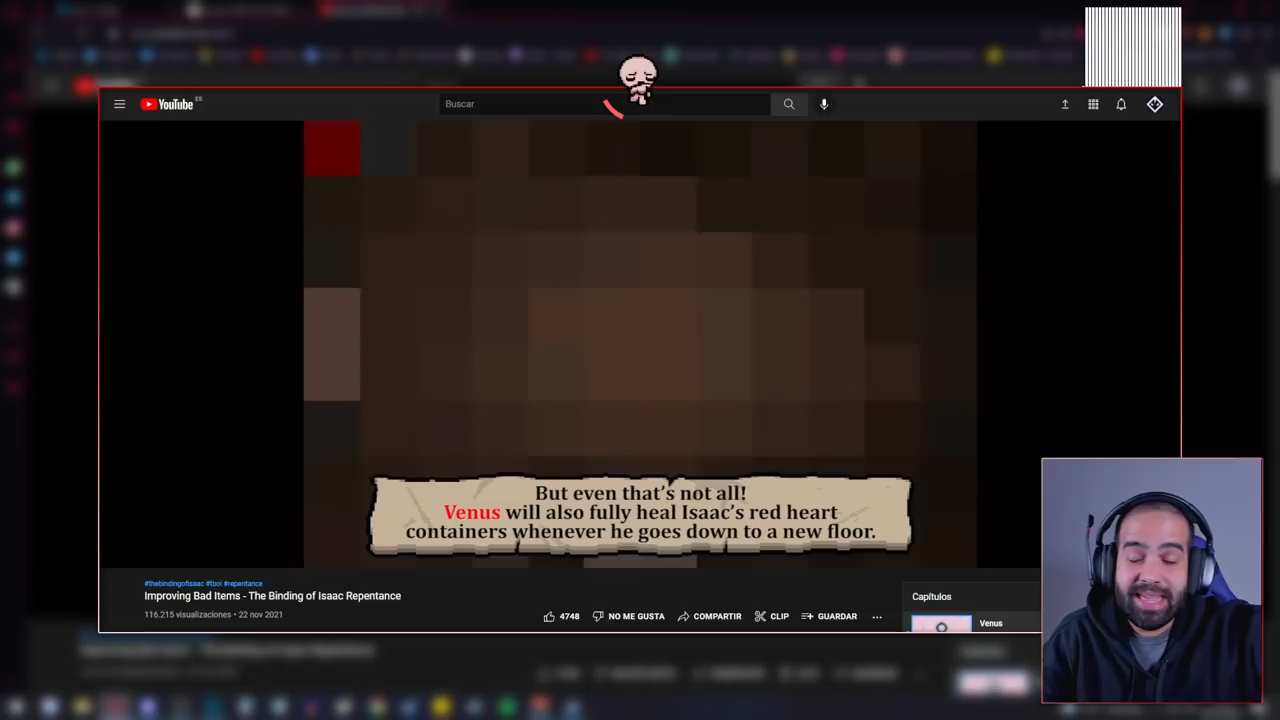 YouTube ES
Buscar
But even that's not all!
Venus will also fully heal Isaac's red heart
containers whenever he goes down to a new floor.
#thebindingofisaac #tboi #repentance
Improving Bad Items - The Binding of Isaac Repentance
116.215 visualizaciones • 22 nov 2021
4748
NO ME GUSTA
COMPARTIR
CLIP
GUARDAR
Capítulos
Venus